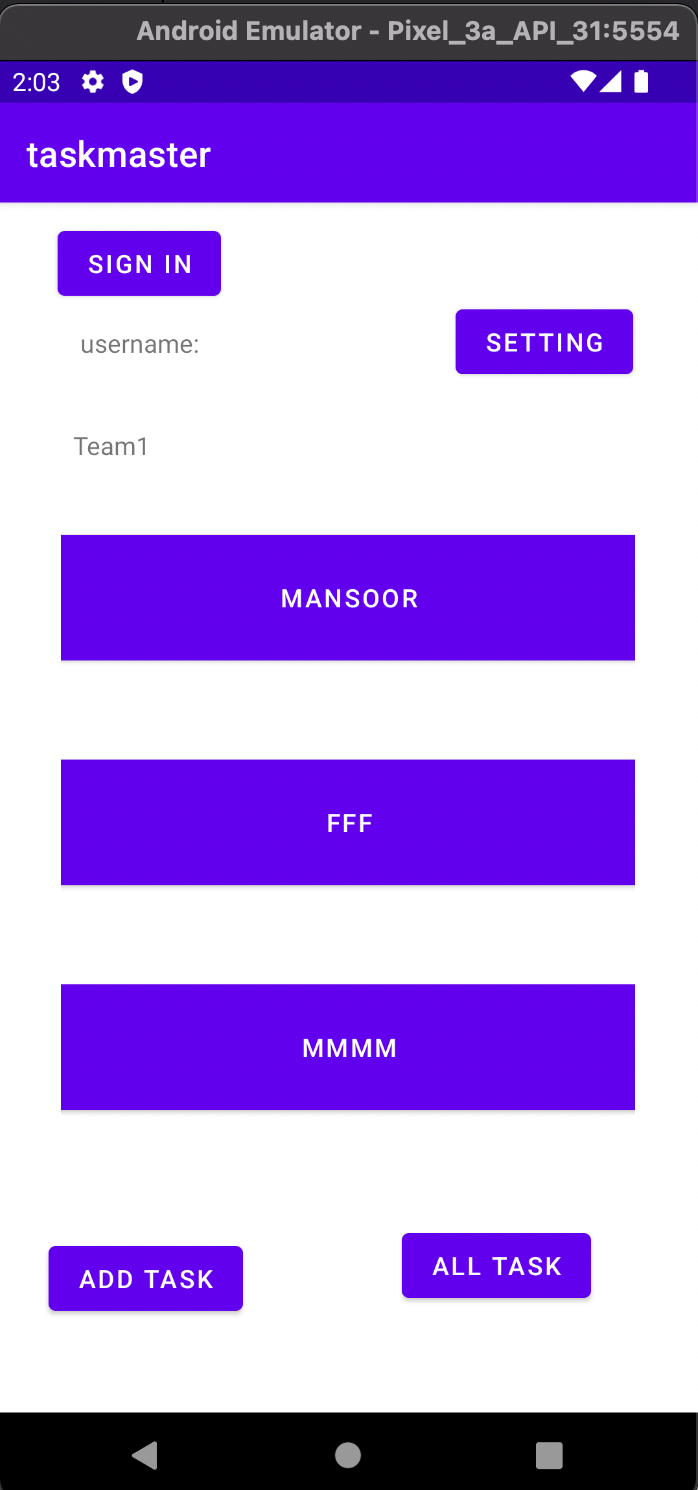 Android Emulator - Pixel_3a_API_31:5554
2:03
taskmaster
SIGN IN
username:
SETTING
Team1
MANSOOR
FFF
MMMM
ADD TASK
ALL TASK